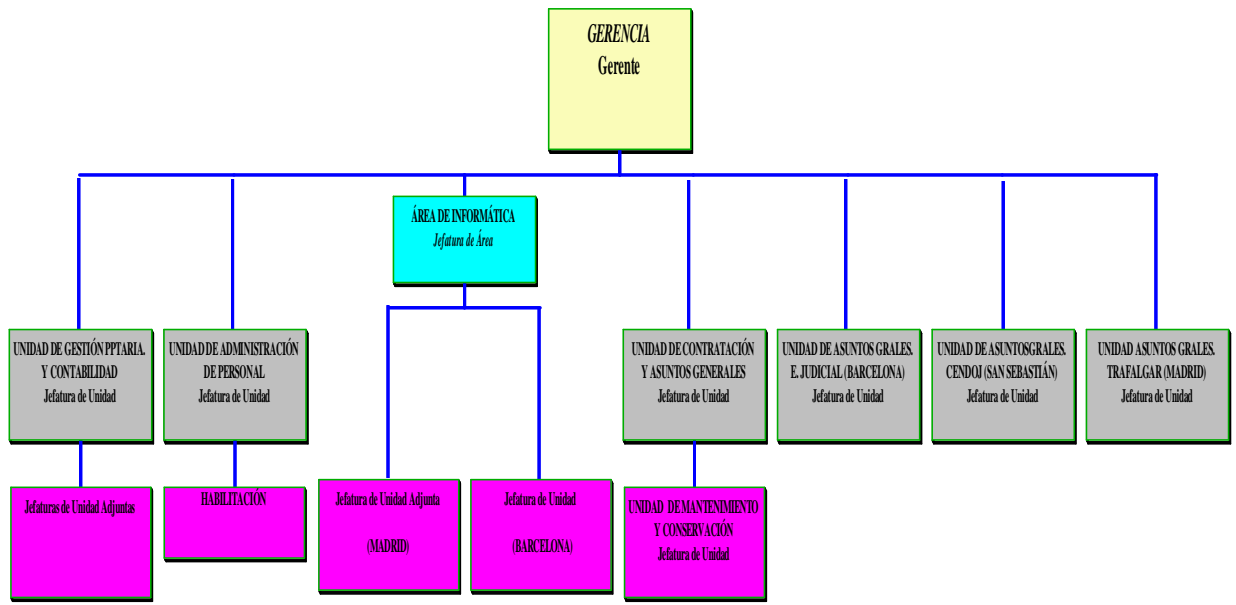 GERENCIA
Gerente
ÁREA DE INFORMÁTICA
Jefatura de Área
UNIDAD DE GESTIÓN PPTARIA.
Y CONTABILIDAD
Jefatura de Unidad
UNIDAD DE ADMINISTRACIÓN
DE PERSONAL
Jefatura de Unidad
UNIDAD DE CONTRATACIÓN
Y ASUNTOS GENERALES
Jefatura de Unidad
UNIDAD DE ASUNTOS GRALES.
E. JUDICIAL (BARCELONA)
Jefatura de Unidad
UNIDAD DE ASUNTOSGRALES.
CENDOJ (SAN SEBASTIÁN)
Jefatura de Unidad
UNIDAD ASUNTOS GRALES.
TRAFALGAR (MADRID)
Jefatura de Unidad
Jefaturas de Unidad Adjuntas
HABILITACIÓN
Jefatura de Unidad Adjunta
(MADRID)
Jefatura de Unidad
(BARCELONA)
UNIDAD DE MANTENIMIENTO
Y CONSERVACIÓN
Jefatura de Unidad